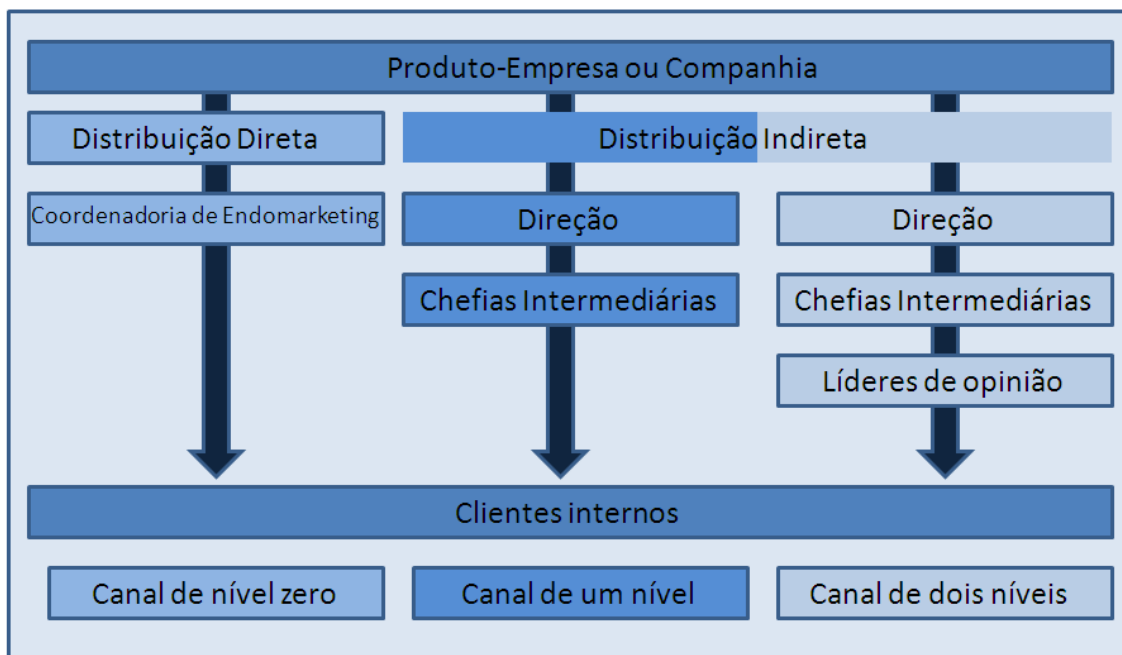 Produto-Empresa ou Companhia
Distribuição Direta
Distribuição Indireta
Coordenadoria de Endomarketing
Direção
Direção
Chefias Intermediárias
Chefias Intermediárias
Líderes de opinião
Clientes internos
Canal de nível zero
Canal de um nível
Canal de dois níveis